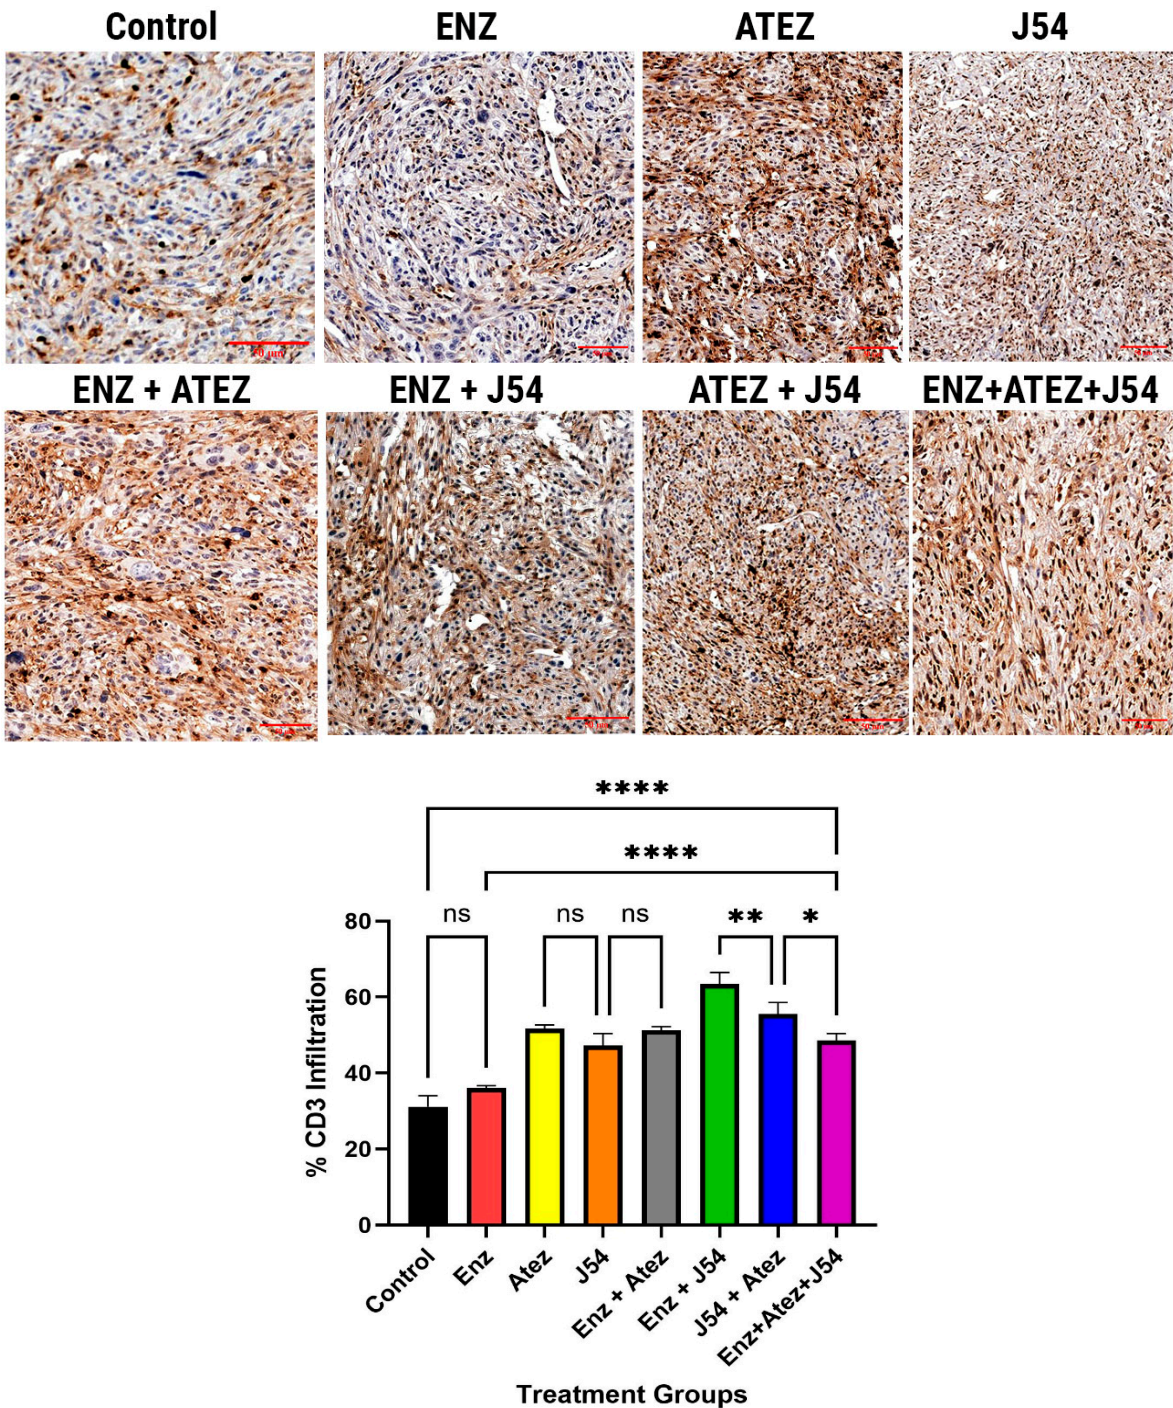 Control ENZ ATEZ J54
50 µm
ENZ + ATEZ ENZ + J54 ATEZ + J54 ENZ+ATEZ+J54
50 µm
****
****
ns ns ns ** *
80
60
40
20
0
% CD3 Infiltration
Control Enz Atez J54 Enz + Atez Enz + J54 J54 + Atez Enz+Atez+J54
Treatment Groups